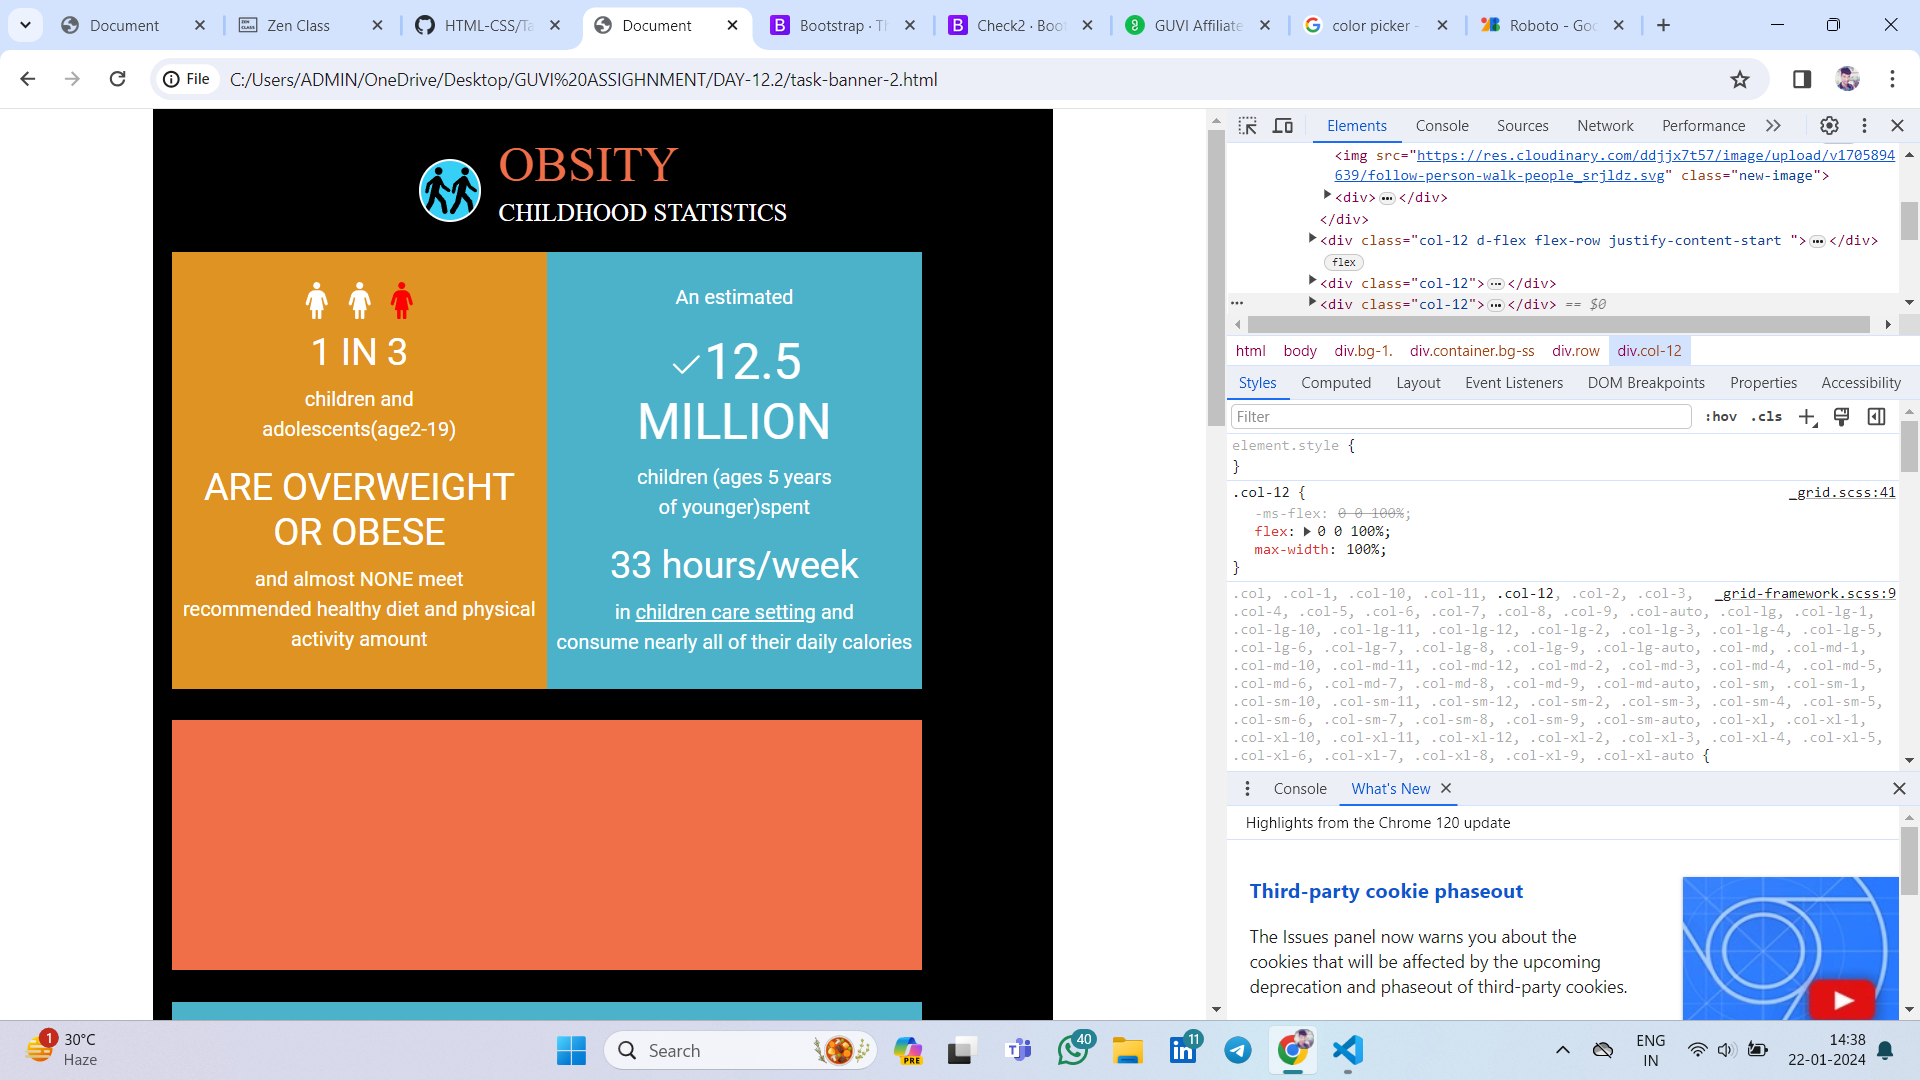 Document
Zen Class
HTML-CSS/Ta
Document
Bootstrap · Th
Check2 · Boot
GUVI Affiliate
color picker -
Roboto - Goo
File
C:/Users/ADMIN/OneDrive/Desktop/GUVI%20ASSIGHNMENT/DAY-12.2/task-banner-2.html
OBSITY
CHILDHOOD STATISTICS
1 IN 3
children and
adolescents(age2-19)
ARE OVERWEIGHT
OR OBESE
and almost NONE meet
recommended healthy diet and physical
activity amount
An estimated
12.5
MILLION
children (ages 5 years
of younger)spent
33 hours/week
in children care setting and
consume nearly all of their daily calories
Elements Console Sources Network Performance
<img src="https://res.cloudinary.com/ddjjx7t57/image/upload/v1705894
639/follow-person-walk-people_srjldz.svg" class="new-image">
<div> … </div>
</div>
<div class="col-12 d-flex flex-row justify-content-start "> … </div>
flex
<div class="col-12"> … </div>
<div class="col-12"> … </div> == $0
html body div.bg-1. div.container.bg-ss div.row div.col-12
Styles Computed Layout Event Listeners DOM Breakpoints Properties Accessibility
Filter :hov .cls
element.style {
}
.col-12 { _grid.scss:41
-ms-flex: 0 0 100%;
flex: 0 0 100%;
max-width: 100%;
}
.col, .col-1, .col-10, .col-11, .col-12, .col-2, .col-3, _grid-framework.scss:9
.col-4, .col-5, .col-6, .col-7, .col-8, .col-9, .col-auto, .col-lg, .col-lg-1,
.col-lg-10, .col-lg-11, .col-lg-12, .col-lg-2, .col-lg-3, .col-lg-4, .col-lg-5,
.col-lg-6, .col-lg-7, .col-lg-8, .col-lg-9, .col-lg-auto, .col-md, .col-md-1,
.col-md-10, .col-md-11, .col-md-12, .col-md-2, .col-md-3, .col-md-4, .col-md-5,
.col-md-6, .col-md-7, .col-md-8, .col-md-9, .col-md-auto, .col-sm, .col-sm-1,
.col-sm-10, .col-sm-11, .col-sm-12, .col-sm-2, .col-sm-3, .col-sm-4, .col-sm-5,
.col-sm-6, .col-sm-7, .col-sm-8, .col-sm-9, .col-sm-auto, .col-xl, .col-xl-1,
.col-xl-10, .col-xl-11, .col-xl-12, .col-xl-2, .col-xl-3, .col-xl-4, .col-xl-5,
.col-xl-6, .col-xl-7, .col-xl-8, .col-xl-9, .col-xl-auto {
Console What's New
Highlights from the Chrome 120 update
Third-party cookie phaseout
The Issues panel now warns you about the
cookies that will be affected by the upcoming
deprecation and phaseout of third-party cookies.
1
30°C
Haze
Search
PRE
40
11
ENG
IN
14:38
22-01-2024